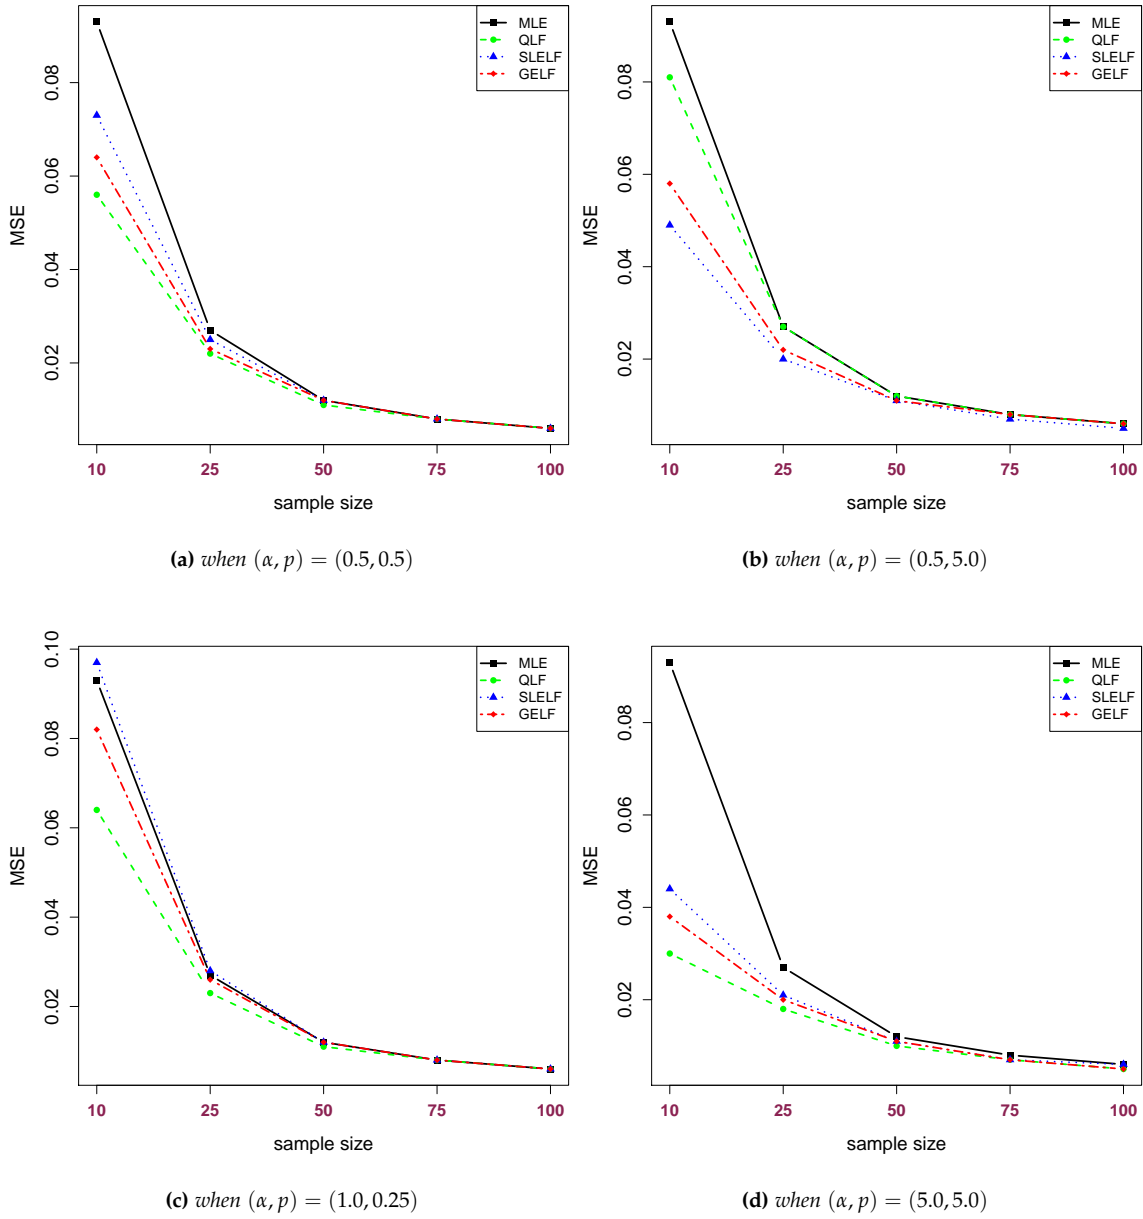 MLE
QLF
SLELF
GELF
0.08
0.06
0.04
0.02
MSE
10 25 50 75 100
sample size
(a) when (α, p) = (0.5, 0.5)
MLE
QLF
SLELF
GELF
0.08
0.06
0.04
0.02
MSE
10 25 50 75 100
sample size
(b) when (α, p) = (0.5, 5.0)
MLE
QLF
SLELF
GELF
0.10
0.08
0.06
0.04
0.02
MSE
10 25 50 75 100
sample size
(c) when (α, p) = (1.0, 0.25)
MLE
QLF
SLELF
GELF
0.08
0.06
0.04
0.02
MSE
10 25 50 75 100
sample size
(d) when (α, p) = (5.0, 5.0)